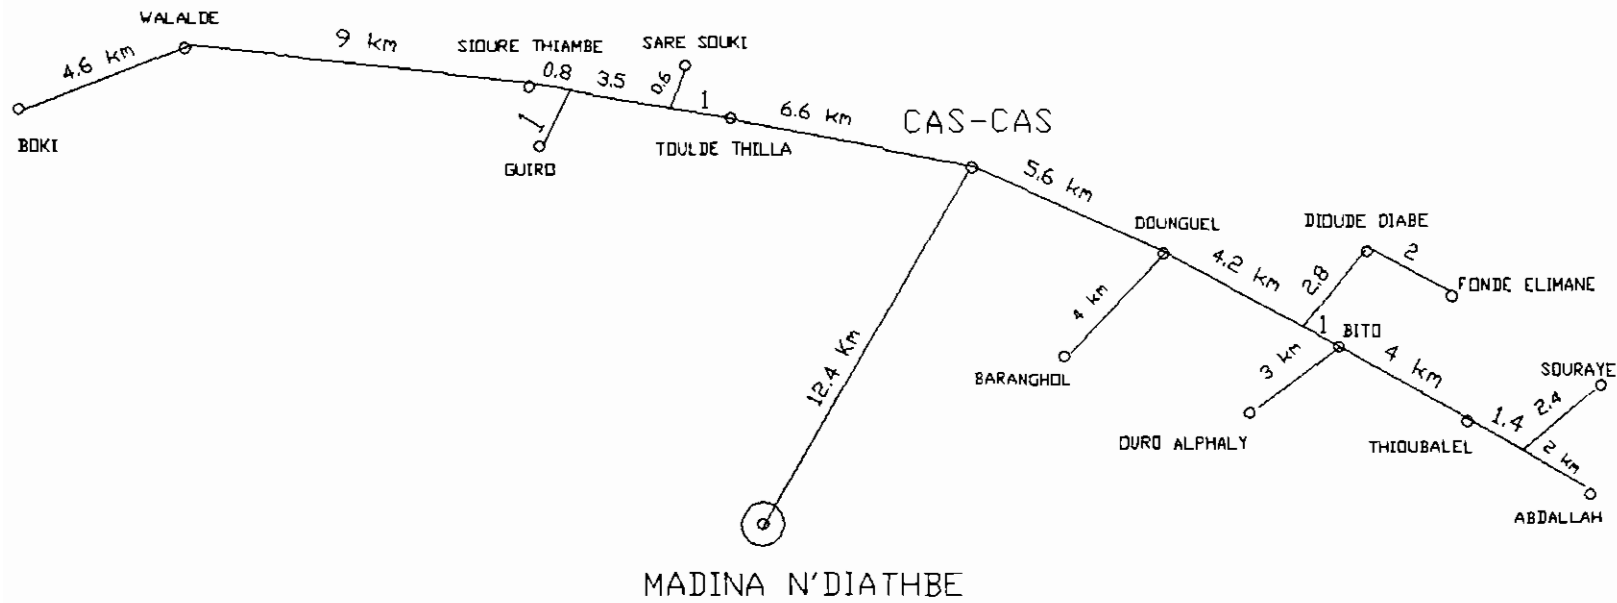 WALALDE
9 km
4.6 km
BOKI
SIOURE THIAMBE
SARE SOUKI
0.8
3.5
0.6
1
1
GUIRO
TOULDE THILLA
6.6 km
CAS-CAS
5.6 km
DOUNGUEL
DIOUDE DIABE
4.2 km
2
2.8
FONDE ELIMANE
4 km
1
BITO
12.4 Km
BARANGHOL
3 km
4 km
SOURAYE
2.4
1.4
OURO ALPHALY
THIOUBALEL
2 km
ABDALLAH
MADINA N'DIATHBE